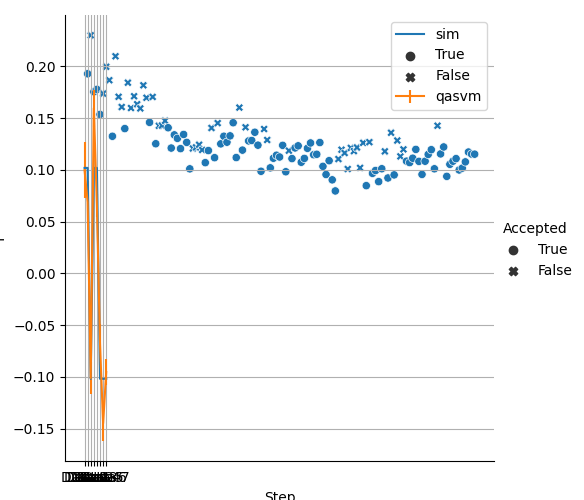 sim
True
False
qasvm
0.20
0.15
0.10
0.05
0.00
−0.05
−0.10
−0.15
Accepted
True
False
Step